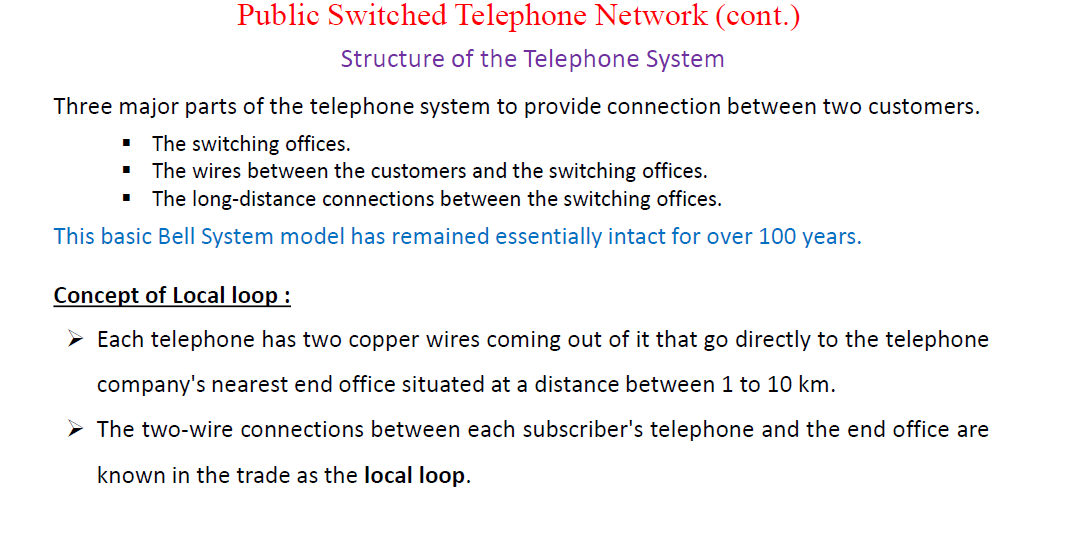 Public Switched Telephone Network (cont.)
Structure of the Telephone System
Three major parts of the telephone system to provide connection between two customers.
▪ The switching offices.
▪ The wires between the customers and the switching offices.
▪ The long-distance connections between the switching offices.
This basic Bell System model has remained essentially intact for over 100 years.
Concept of Local loop :
➢ Each telephone has two copper wires coming out of it that go directly to the telephone
company's nearest end office situated at a distance between 1 to 10 km.
➢ The two-wire connections between each subscriber's telephone and the end office are
known in the trade as the local loop.